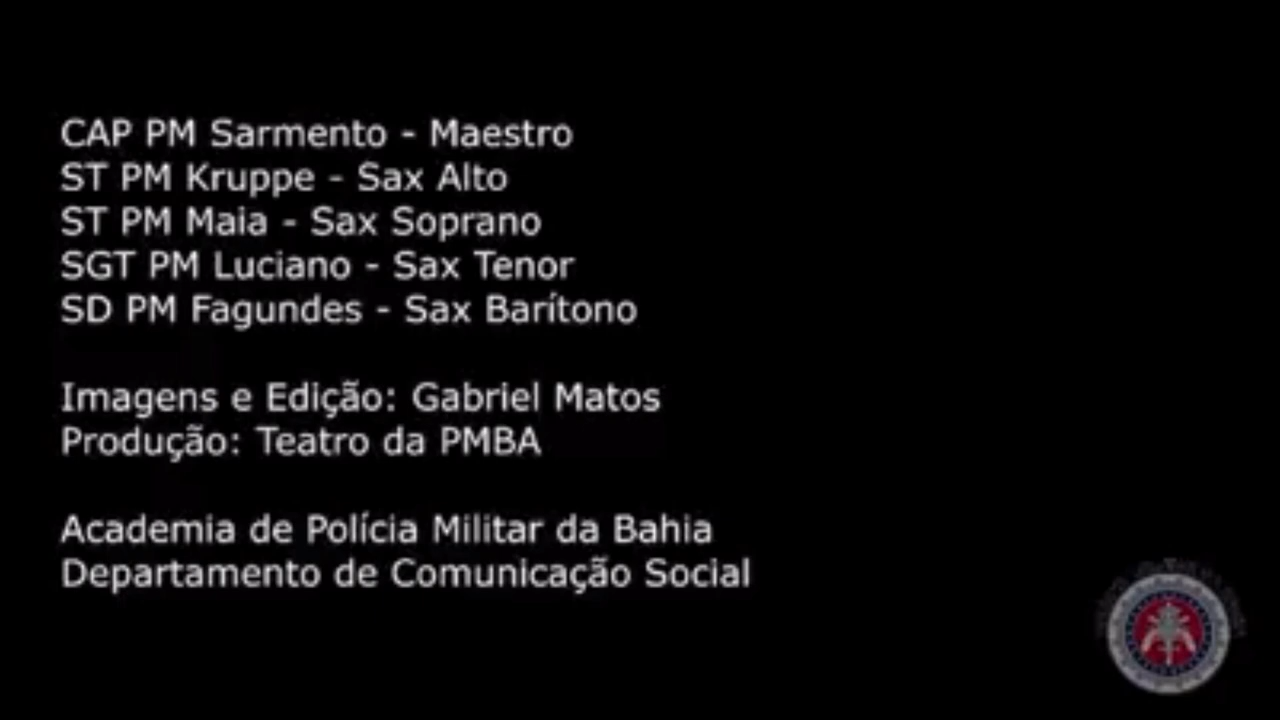 CAP PM Sarmento - Maestro
ST PM Kruppe - Sax Alto
ST PM Maia - Sax Soprano
SGT PM Luciano - Sax Tenor
SD PM Fagundes - Sax Barítono
Imagens e Edição: Gabriel Matos
Produção: Teatro da PMBA
Academia de Polícia Militar da Bahia
Departamento de Comunicação Social